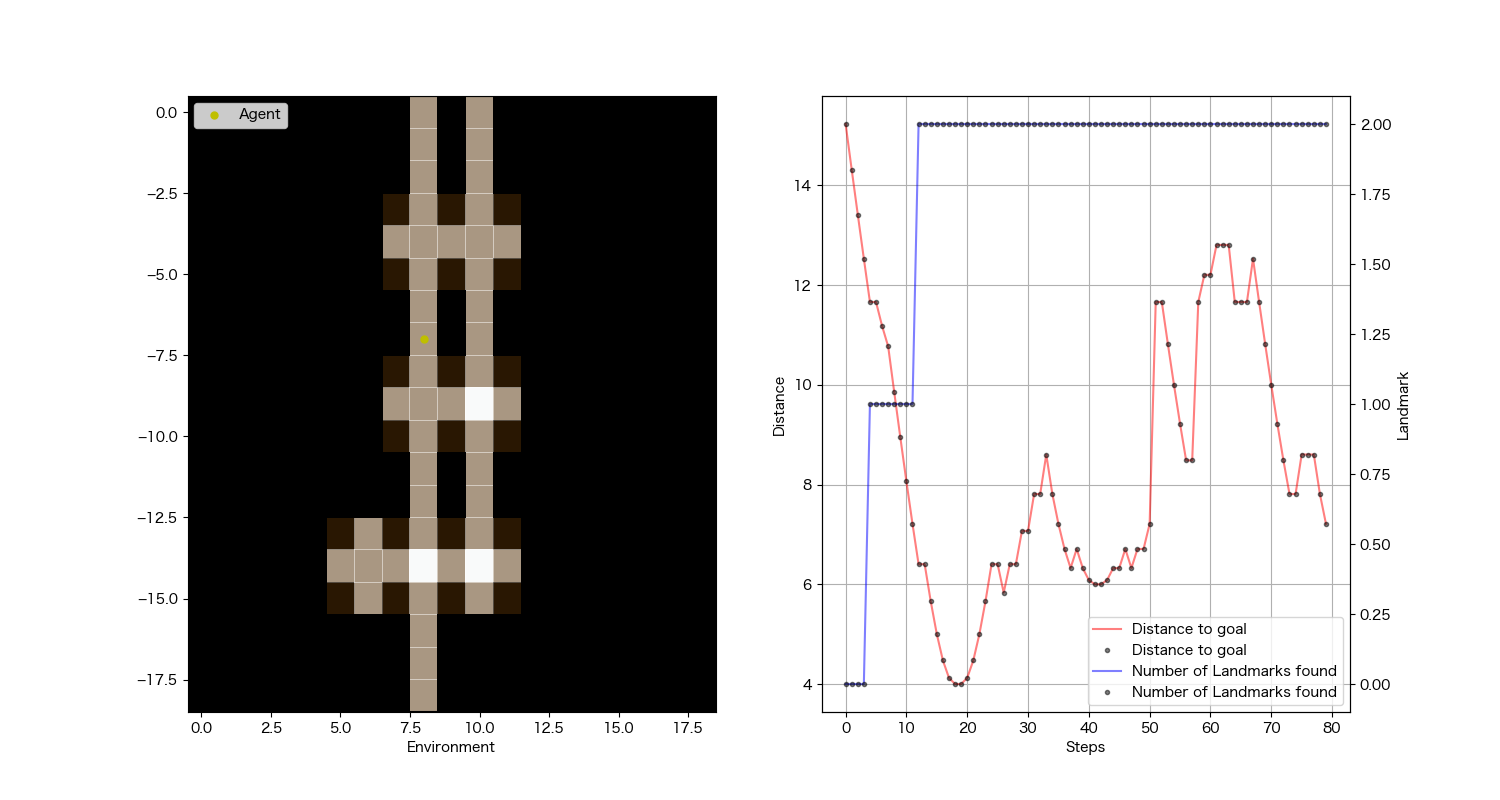 Agent
0.0
−2.5
−5.0
−7.5
−10.0
−12.5
−15.0
−17.5
0.0 2.5 5.0 7.5 10.0 12.5 15.0 17.5
Environment
14
12
10
8
6
4
Distance
2.00
1.75
1.50
1.25
1.00
0.75
0.50
0.25
0.00
Landmark
Distance to goal
Distance to goal
Number of Landmarks found
Number of Landmarks found
0 10 20 30 40 50 60 70 80
Steps